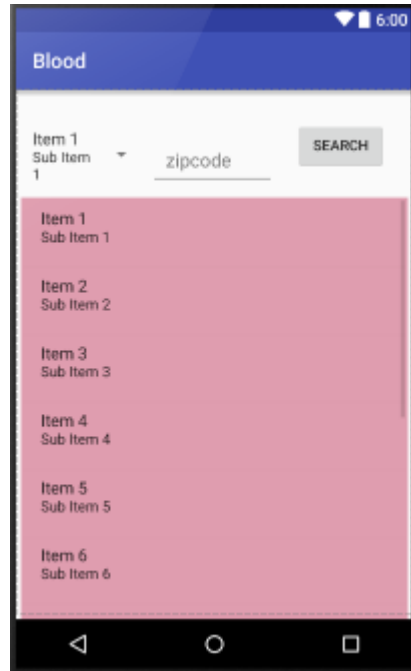 6:00
Blood
Item 1
Sub Item
1
zipcode
SEARCH
Item 1
Sub Item 1
Item 2
Sub Item 2
Item 3
Sub Item 3
Item 4
Sub Item 4
Item 5
Sub Item 5
Item 6
Sub Item 6